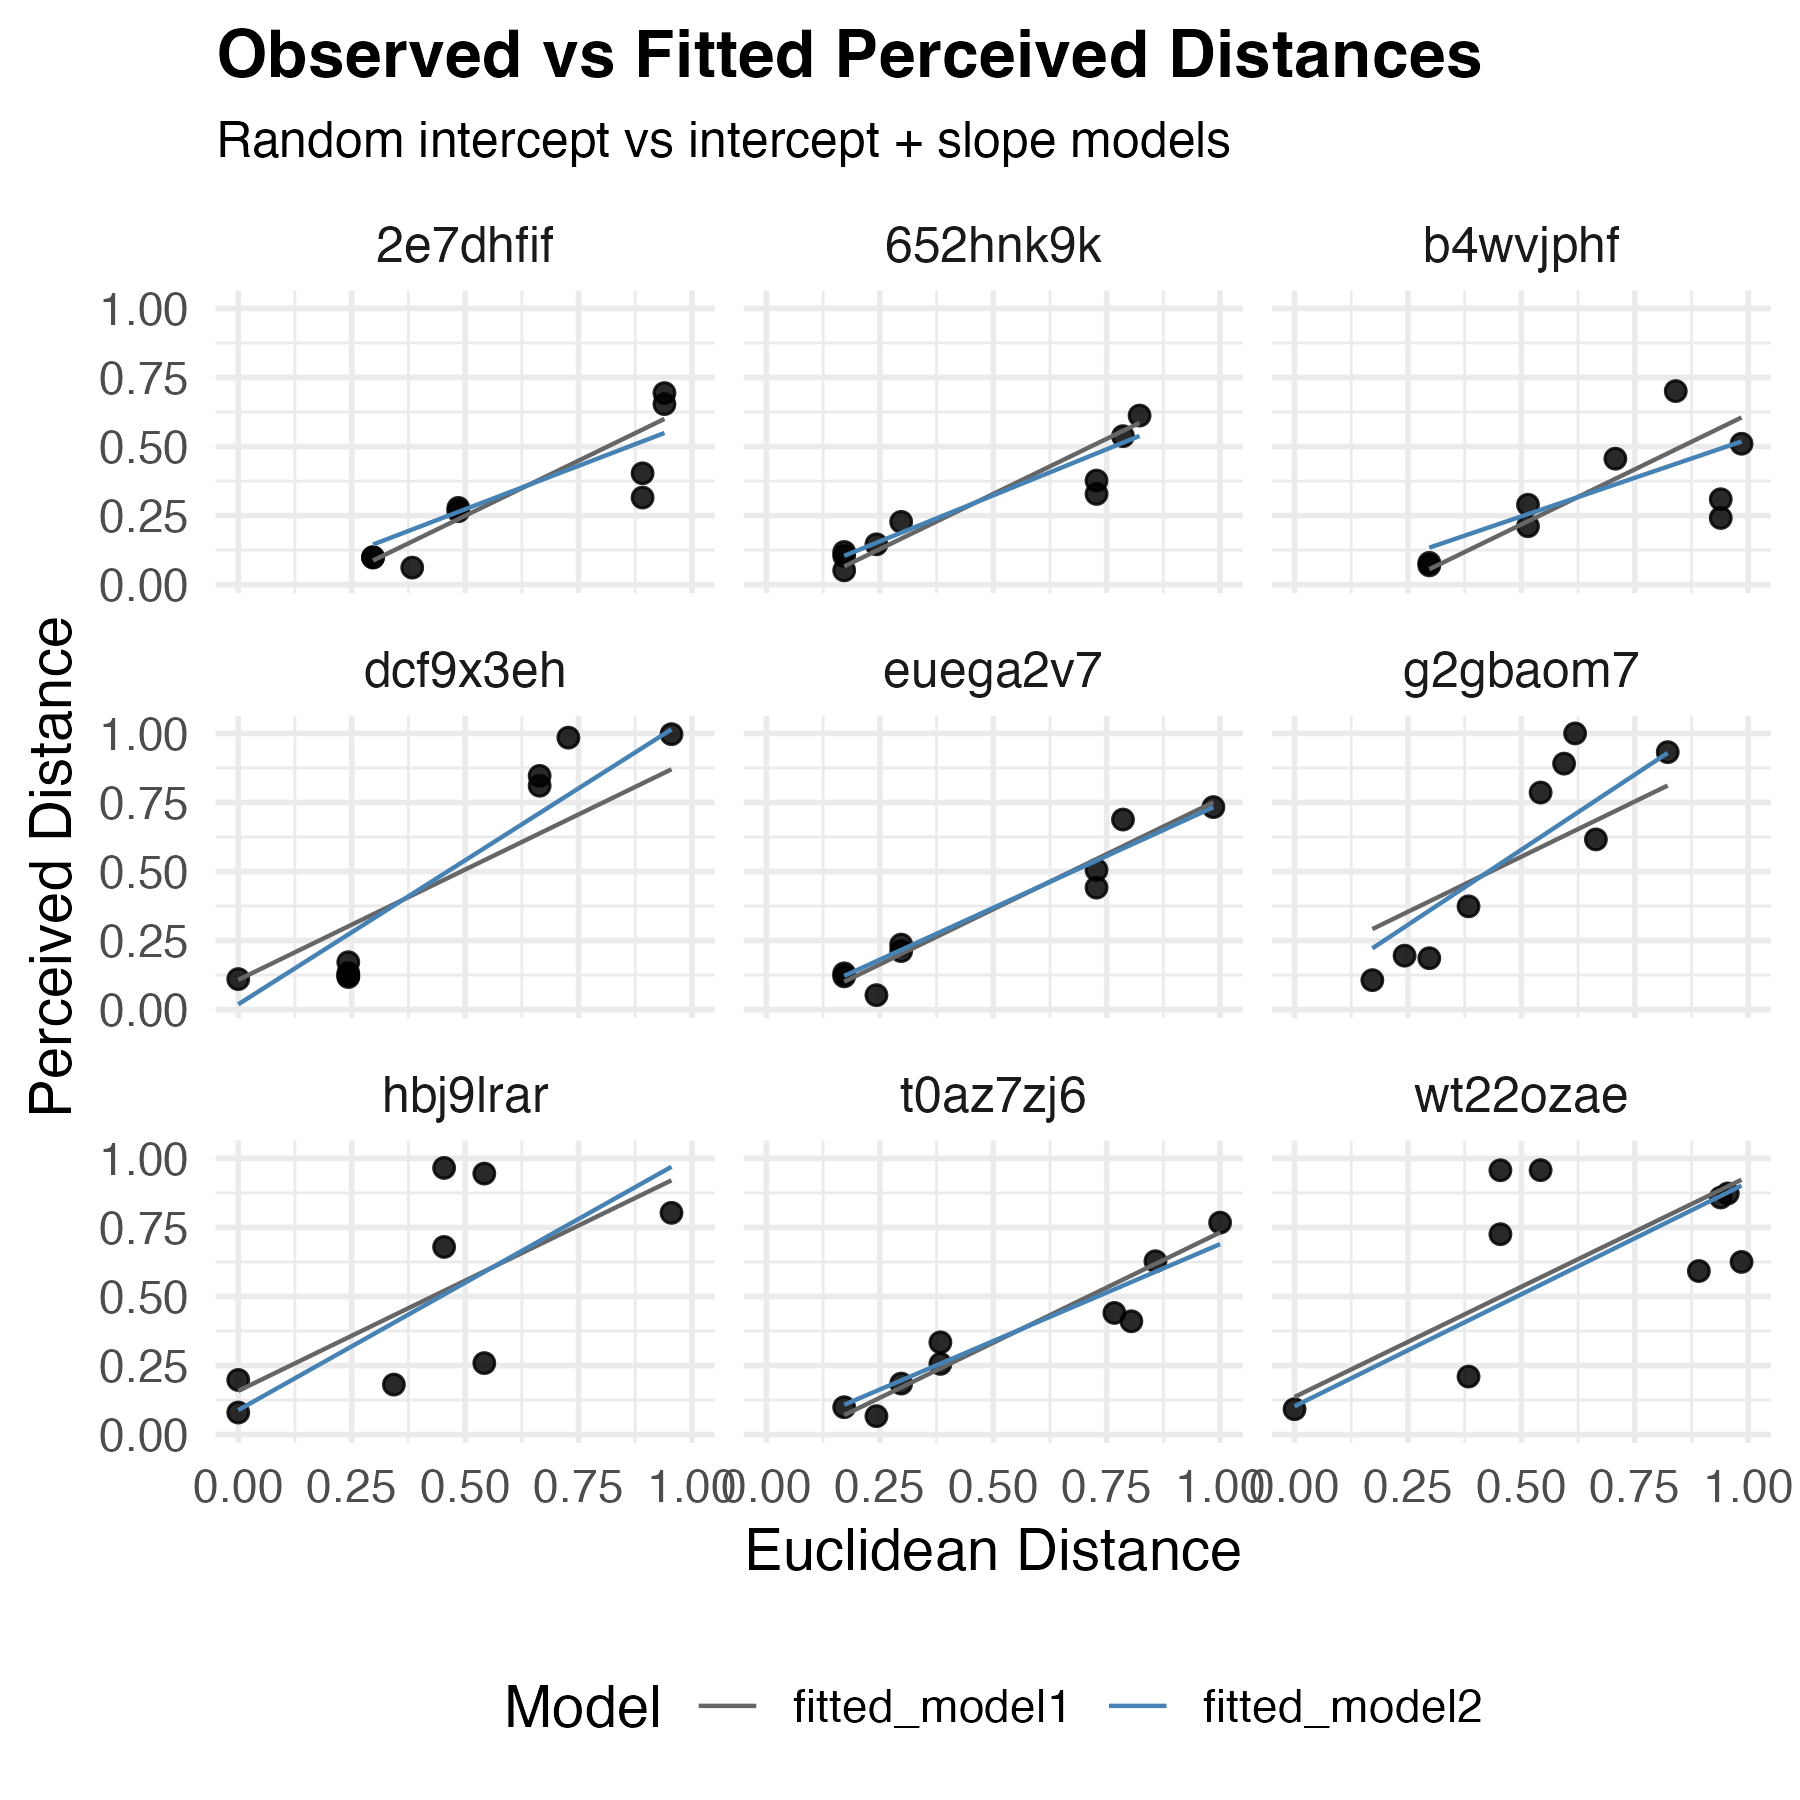 Observed vs Fitted Perceived Distances
Random intercept vs intercept + slope models
2e7dhfif 652hnk9k b4wvjphf
1.00
0.75
0.50
0.25
0.00
dcf9x3eh euega2v7 g2gbaom7
1.00
0.75
0.50
0.25
0.00
hbj9lrar t0az7zj6 wt22ozae
1.00
0.75
0.50
0.25
0.00
Perceived Distance
0.00 0.25 0.50 0.75 1.00 0.00 0.25 0.50 0.75 1.00 0.00 0.25 0.50 0.75 1.00
Euclidean Distance
Model fitted_model1 fitted_model2